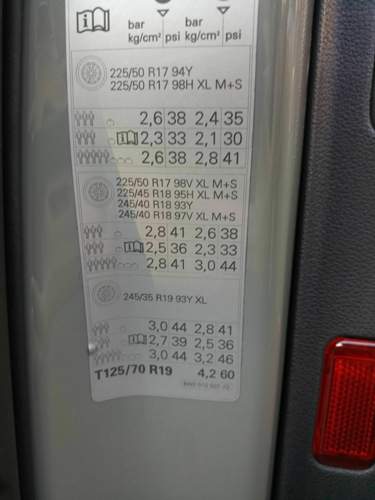 bar bar
kg/cm² psi kg/cm² psi
225/50 R17 94Y
225/50 R17 98H XL M+S
2,6 38 2,4 35
2,3 33 2,1 30
2,6 38 2,8 41
225/50 R17 98V XL M+S
225/45 R18 95H XL M+S
245/40 R18 93Y
245/40 R18 97V XL M+S
2,8 41 2,6 38
2,5 36 2,3 33
2,8 41 3,0 44
245/35 R19 93Y XL
3,0 44 2,8 41
2,7 39 2,5 36
3,0 44 3,2 46
T125/70 R19 4,2 60